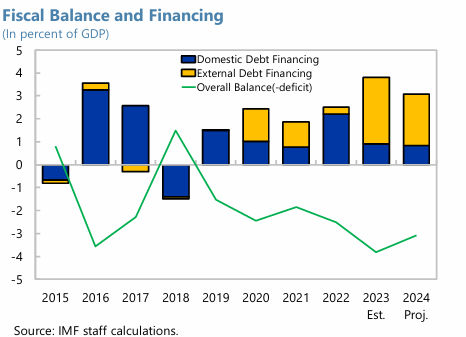 Fiscal Balance and Financing
(In percent of GDP)
5
4
3
2
1
0
-1
-2
-3
-4
-5
Domestic Debt Financing
External Debt Financing
Overall Balance(-deficit)
2015 2016 2017 2018 2019 2020 2021 2022 2023 2024
Est. Proj.
Source: IMF staff calculations.